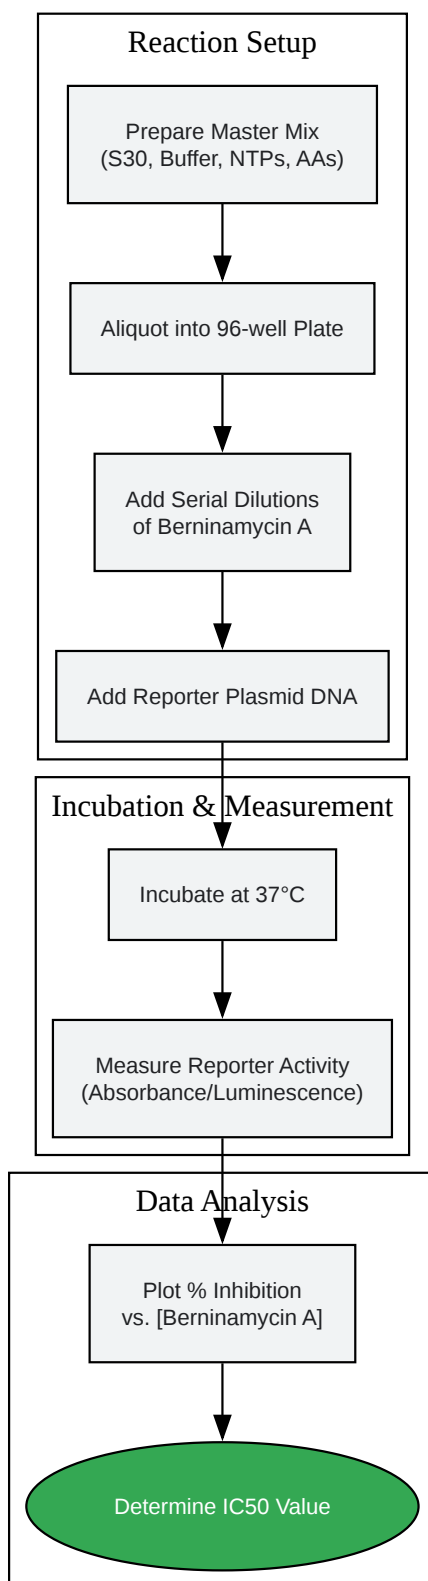 Reaction Setup
Prepare Master Mix
(S30, Buffer, NTPs, AAs)
Aliquot into 96-well Plate
Add Serial Dilutions
of Berninamycin A
Add Reporter Plasmid DNA
Incubation & Measurement
Incubate at 37°C
Measure Reporter Activity
(Absorbance/Luminescence)
Data Analysis
Plot % Inhibition
vs. [Berninamycin A]
Determine IC50 Value